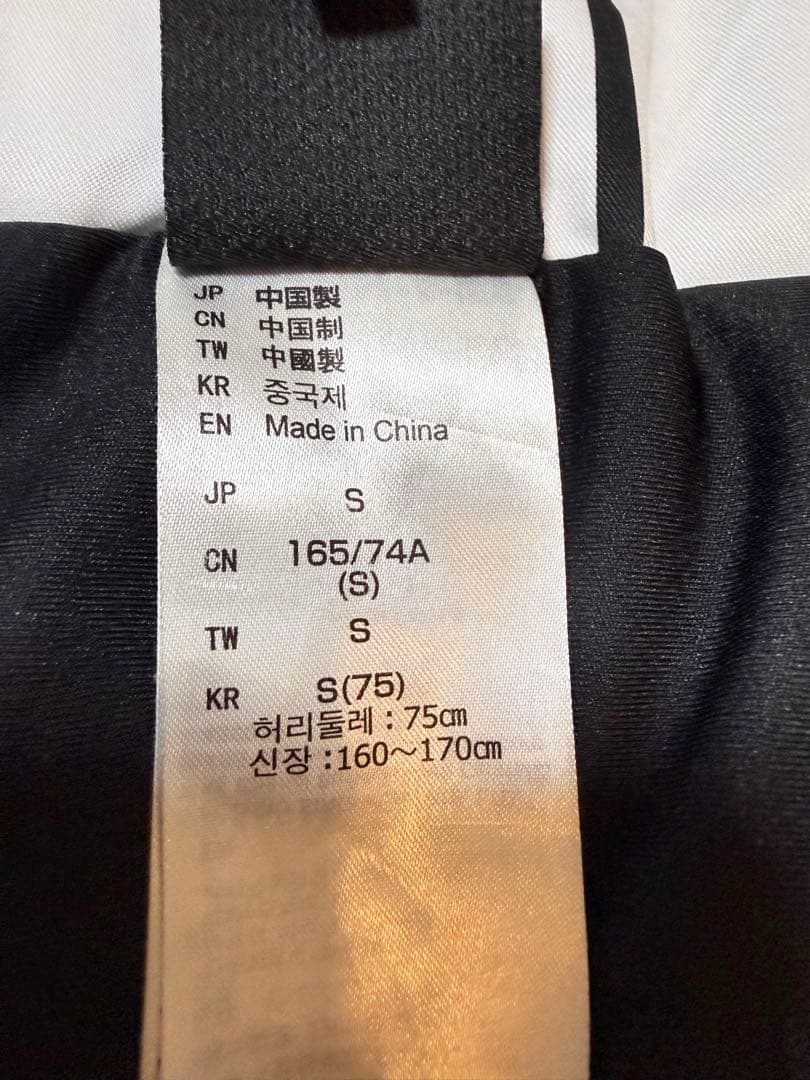 JP 中国製
CN 中国制
TW 中國製
KR 중국제
EN Made in China
JP S
CN 165/74A
(S)
TW S
KR S(75)
허리둘레 : 75㎝
신장 :160～170㎝